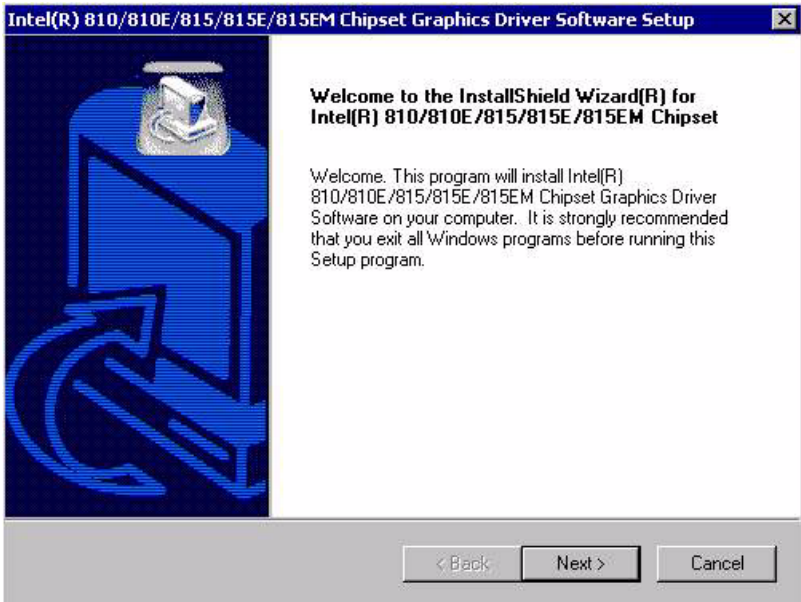 Intel(R) 810/810E/815/815E/815EM Chipset Graphics Driver Software Setup
Welcome to the InstallShield Wizard(R) for
Intel(R) 810/810E/815/815E/815EM Chipset
Welcome. This program will install Intel(R)
810/810E/815/815E/815EM Chipset Graphics Driver
Software on your computer. It is strongly recommended
that you exit all Windows programs before running this
Setup program.
< Back
Next >
Cancel